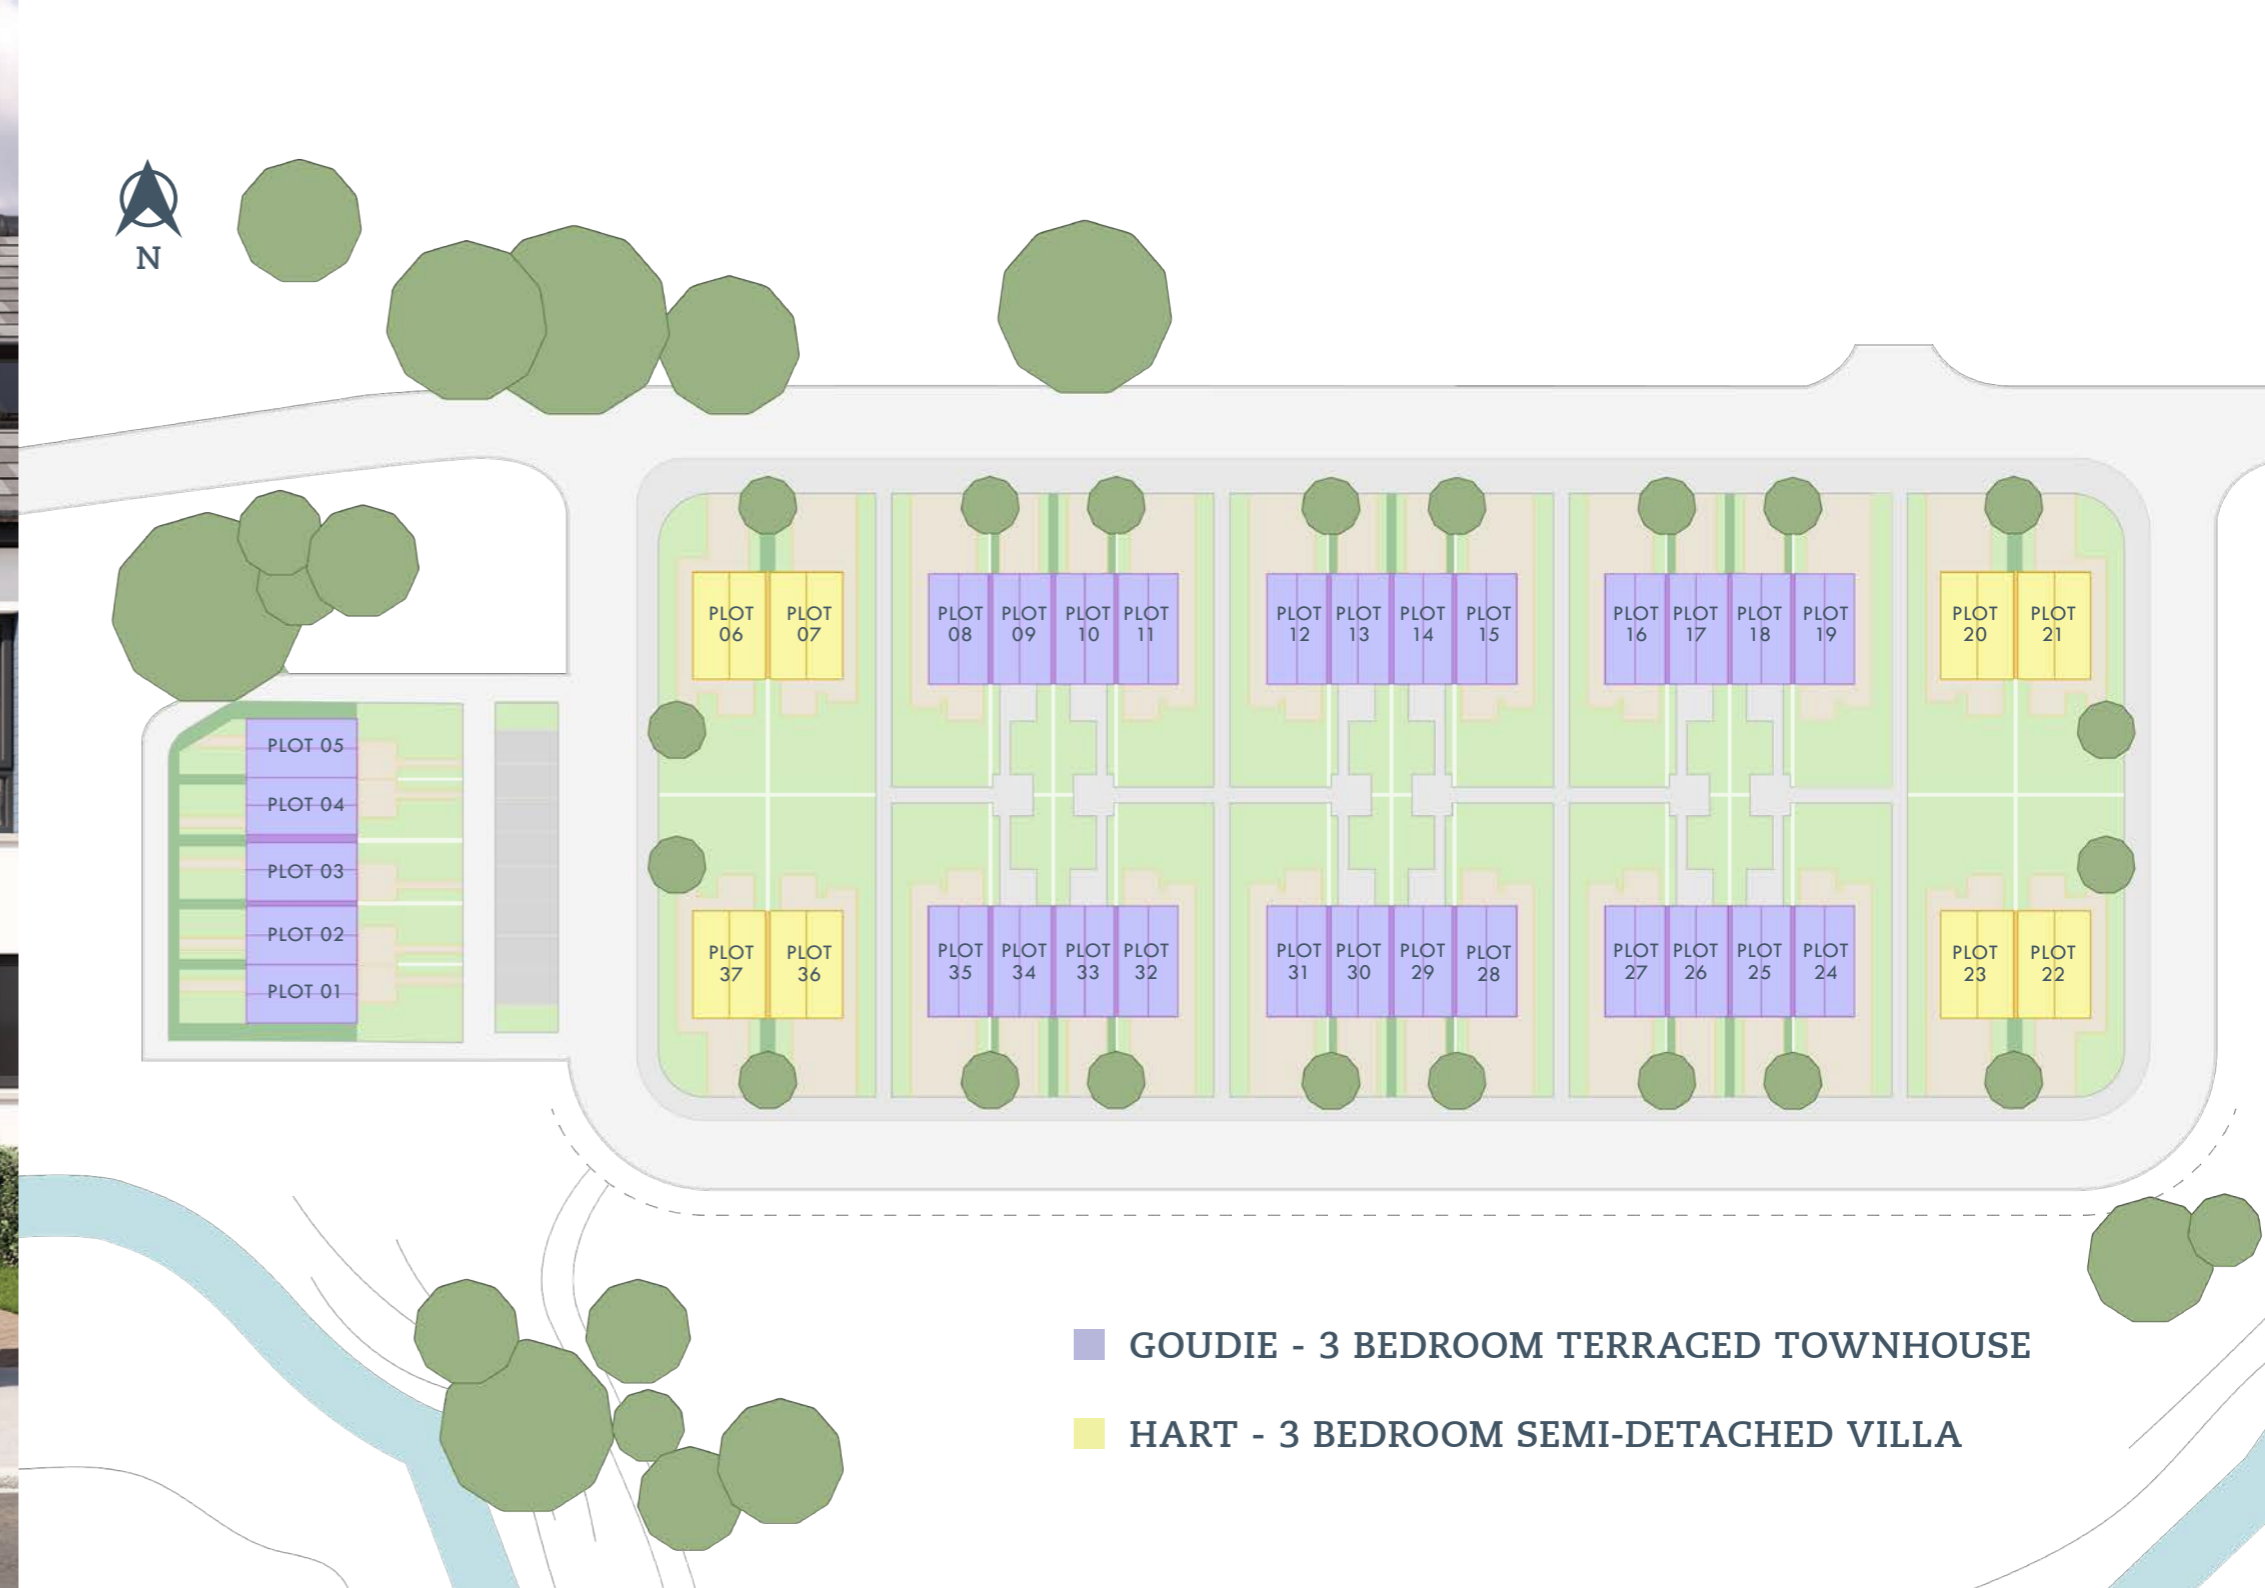 N
PLOT
06
PLOT
07
PLOT
08
PLOT
09
PLOT
10
PLOT
11
PLOT
12
PLOT
13
PLOT
14
PLOT
15
PLOT
16
PLOT
17
PLOT
18
PLOT
19
PLOT
20
PLOT
21
PLOT 05
PLOT 04
PLOT 03
PLOT 02
PLOT 01
PLOT
37
PLOT
36
PLOT
35
PLOT
34
PLOT
33
PLOT
32
PLOT
31
PLOT
30
PLOT
29
PLOT
28
PLOT
27
PLOT
26
PLOT
25
PLOT
24
PLOT
23
PLOT
22
GOUDIE - 3 BEDROOM TERRACED TOWNHOUSE
HART - 3 BEDROOM SEMI-DETACHED VILLA